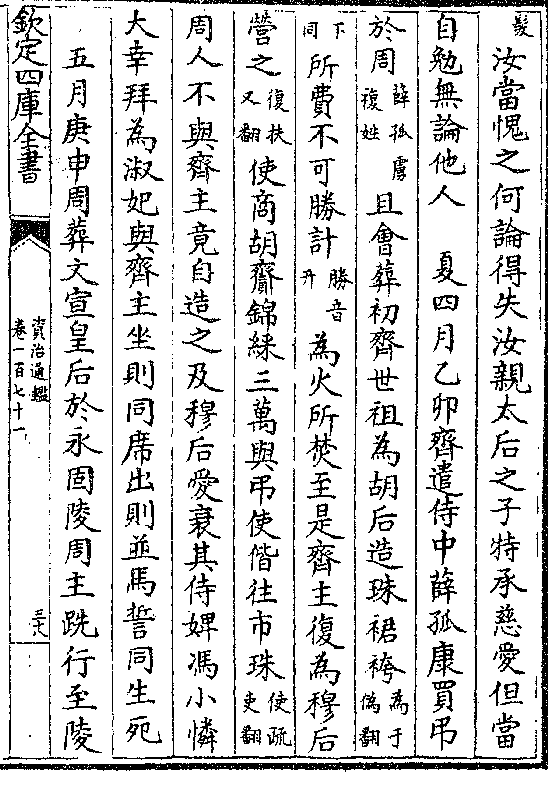 髮汝當愧之何論得失汝親太后之子特承慈愛但當
自勉無論他人　夏四月乙卯齊遣侍中薛孤康買弔
於周薛孤虜複姓且會葬初齊世祖為胡后造珠裙袴為于偽翻
下同所費不可勝計勝音升為火所焚至是齊主復為穆后
營之復扶又翻使商胡齎錦綵三萬與弔使偕往市珠使疏吏翻
周人不與齊主竟自造之及穆后愛衰其侍婢馮小憐
大幸拜為淑妃與齊主坐則同席出則並馬誓同生死
五月庚申周葬文宣皇后於永固陵周主跣行至陵
欽定四庫全書
資治通鑑
卷一百七十一